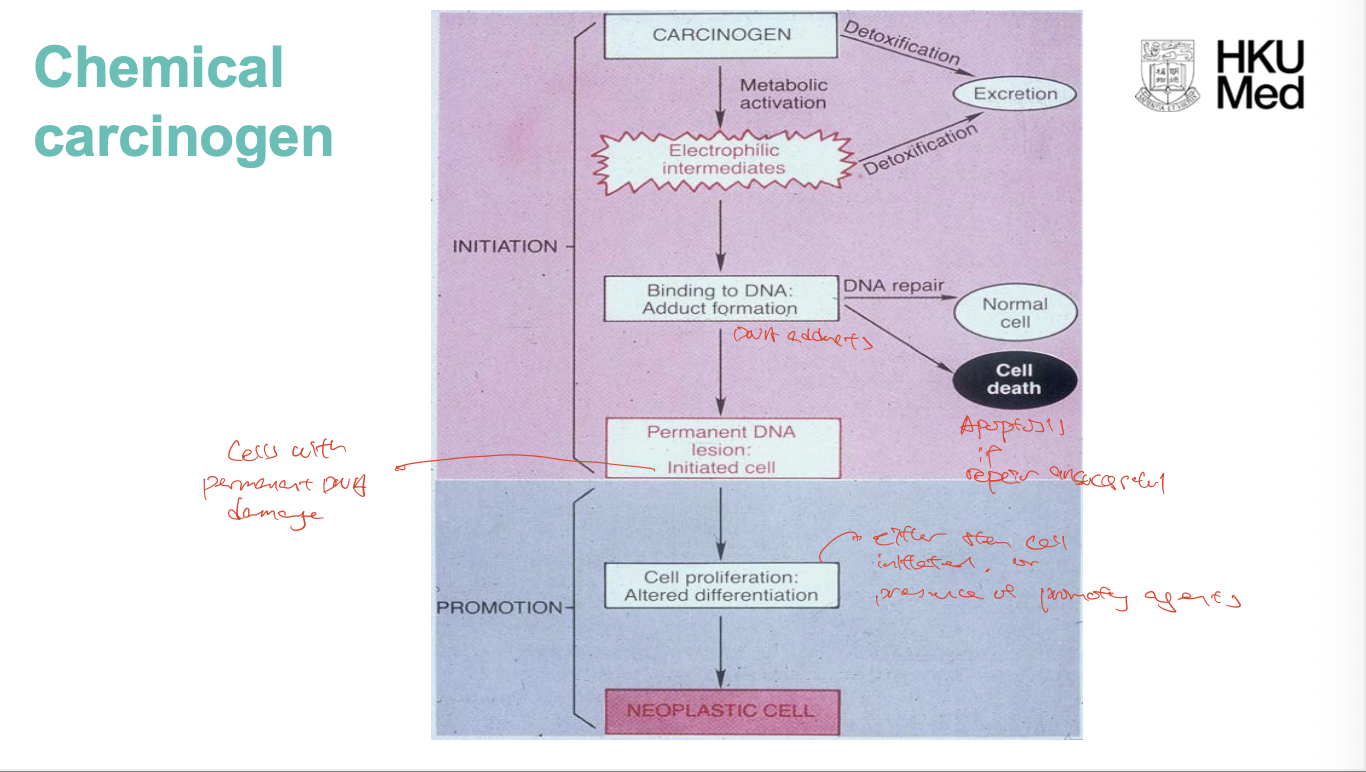 Chemical
carcinogen
HKU
Med
CARCINOGEN
Detoxification
Metabolic
activation
Excretion
Electrophilic
intermediates
Detoxification
INITIATION
Binding to DNA:
Adduct formation
DNA repair
Normal
cell
DNA adducts
Cell
death
Apoptosis
if
repair unsuccessful
Permanent DNA
lesion:
Initiated cell
Cells with
permanent DNA
damage
either stem cell
initiated, or
presence of promoting agents
Cell proliferation:
Altered differentiation
PROMOTION
NEOPLASTIC CELL